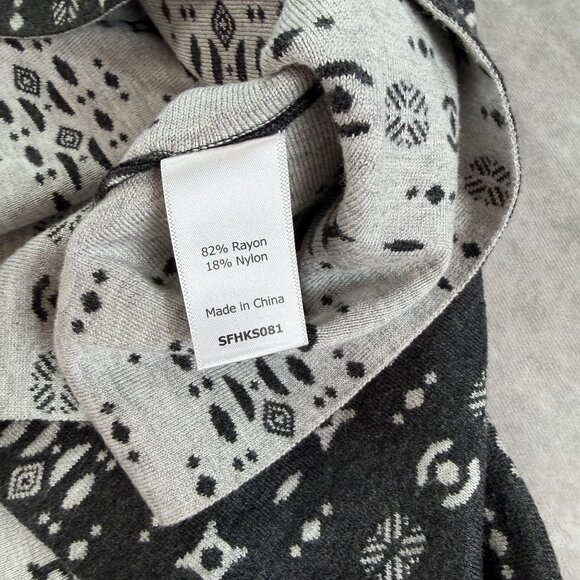 82% Rayon
18% Nylon
Made in China
SFHKS081